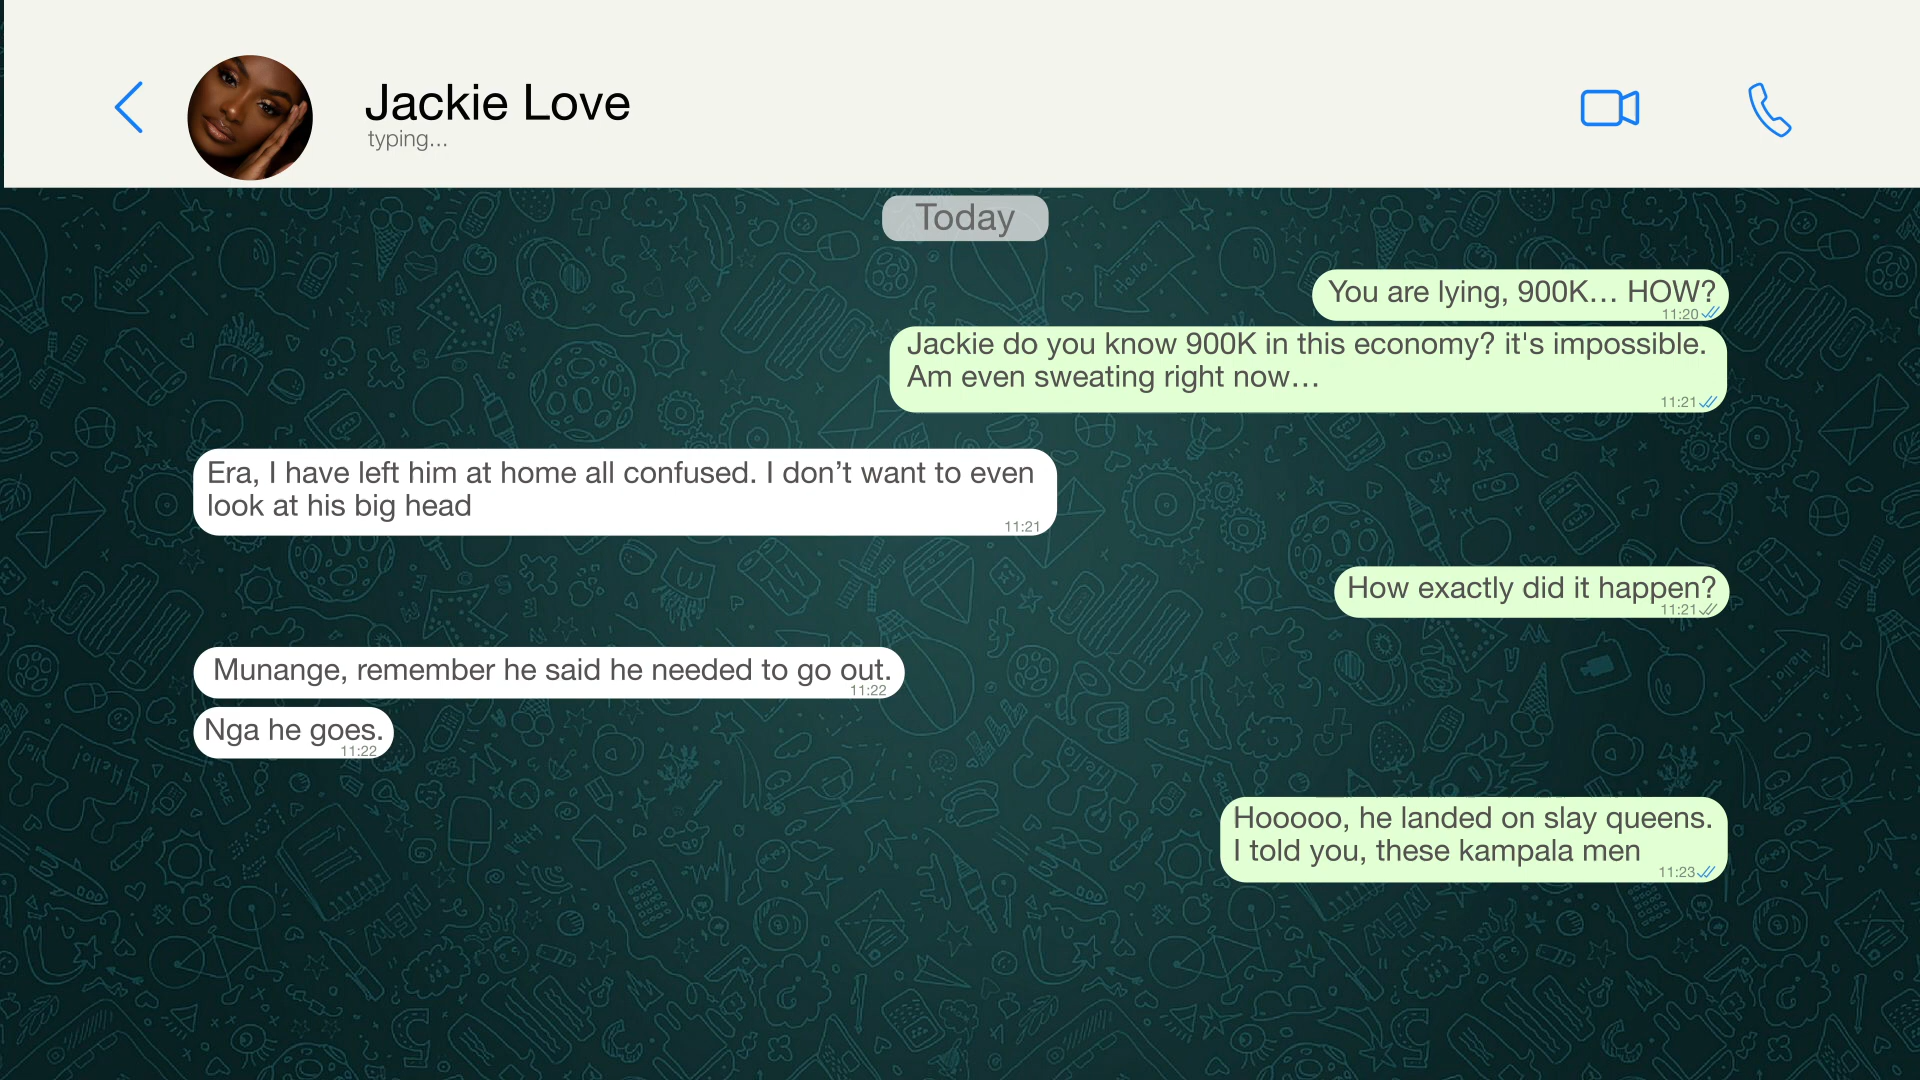 Jackie Love
typing...
Today
You are lying, 900K... HOW?
11:20
Jackie do you know 900K in this economy? it's impossible.
Am even sweating right now...
11:21
Era, I have left him at home all confused. I don’t want to even
look at his big head
11:21
How exactly did it happen?
11:21
Munange, remember he said he needed to go out.
11:22
Nga he goes.
11:22
Hooooo, he landed on slay queens.
I told you, these kampala men
11:23